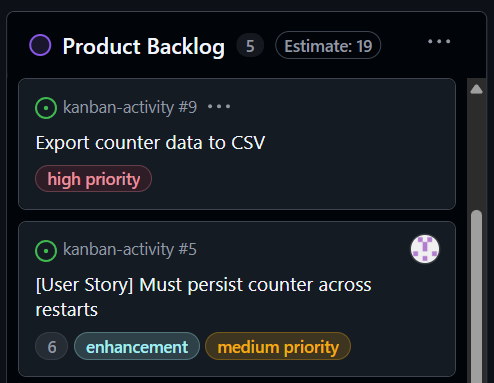 Product Backlog 5 Estimate: 19 ···
kanban-activity #9 ···
Export counter data to CSV
high priority
kanban-activity #5
[User Story] Must persist counter across
restarts
6 enhancement medium priority